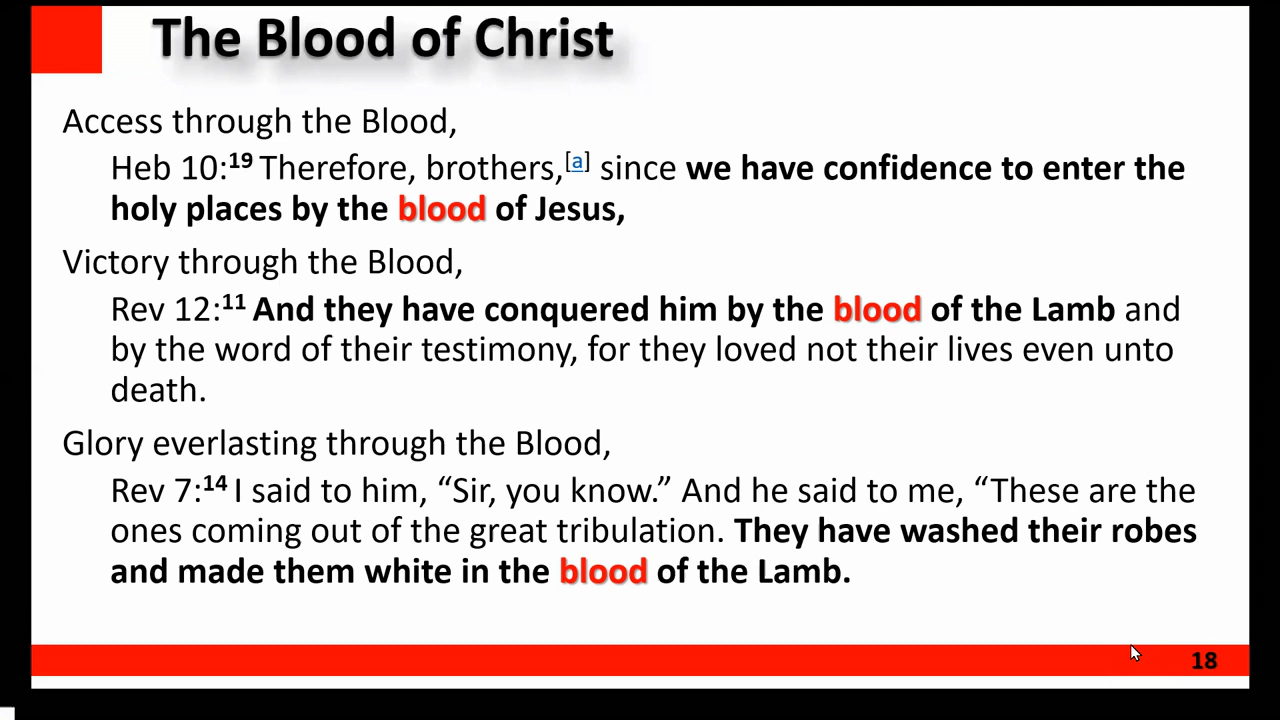 The Blood of Christ
Access through the Blood,
Heb 10:19 Therefore, brothers,[a] since we have confidence to enter the
holy places by the blood of Jesus,
Victory through the Blood,
Rev 12:11 And they have conquered him by the blood of the Lamb and
by the word of their testimony, for they loved not their lives even unto
death.
Glory everlasting through the Blood,
Rev 7:14 I said to him, “Sir, you know.” And he said to me, “These are the
ones coming out of the great tribulation. They have washed their robes
and made them white in the blood of the Lamb.
18